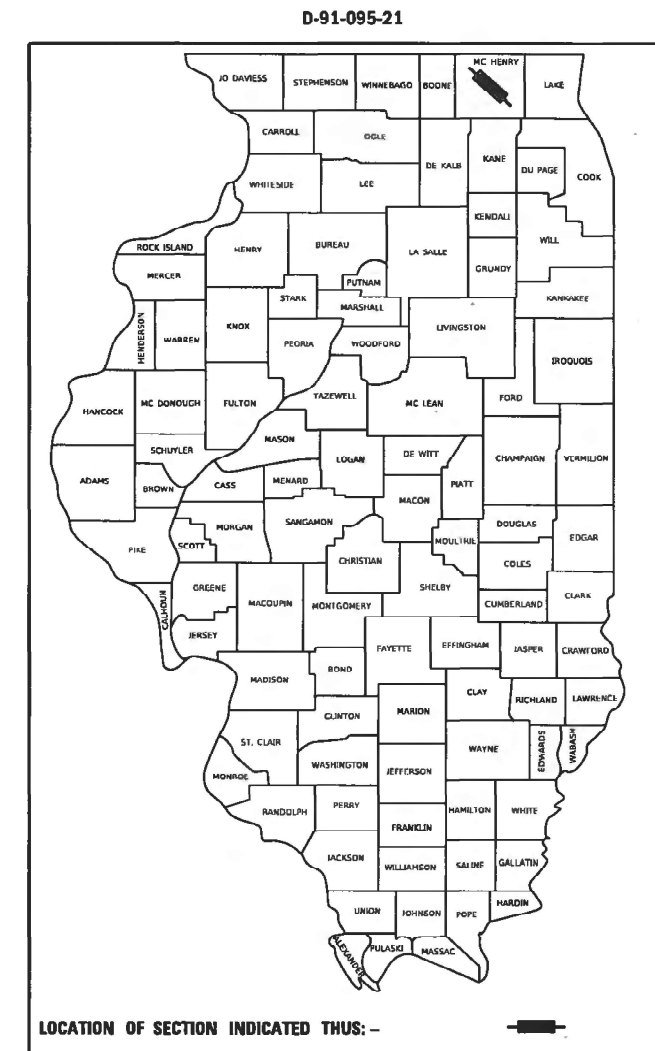 D-91-095-21
MC HENRY
JO DAVIESS
STEPHENSON
WINNEBAGO
BOONE
LAKE
CARROLL
OGLE
DE KALB
KANE
DU PAGE
COOK
WHITESIDE
LEE
KENDALL
ROCK ISLAND
HENRY
BUREAU
LA SALLE
WILL
GRUNDY
MERCER
PUTNAM
STARK
MARSHALL
KANKAKEE
HENDERSON
WARREN
KNOX
PEORIA
WOODFORD
LIVINGSTON
IROQUOIS
HANCOCK
MC DONOUGH
FULTON
TAZEWELL
MC LEAN
FORD
SCHUYLER
MASON
LOGAN
DE WITT
CHAMPAIGN
VERMILION
ADAMS
BROWN
CASS
MENARD
MACON
PIATT
PIKE
SCOTT
MORGAN
SANGAMON
CHRISTIAN
MOULTRIE
DOUGLAS
EDGAR
COLES
CALHOUN
GREENE
MACOUPIN
MONTGOMERY
SHELBY
CUMBERLAND
CLARK
JERSEY
FAYETTE
EFFINGHAM
JASPER
CRAWFORD
MADISON
BOND
CLAY
RICHLAND
LAWRENCE
CLINTON
MARION
ST. CLAIR
WAYNE
EDWARDS
WABASH
MONROE
WASHINGTON
JEFFERSON
RANDOLPH
PERRY
HAMILTON
WHITE
FRANKLIN
JACKSON
WILLIAMSON
SALINE
GALLATIN
UNION
JOHNSON
POPE
HARDIN
ALEXANDER
PULASKI
MASSAC
LOCATION OF SECTION INDICATED THUS: –